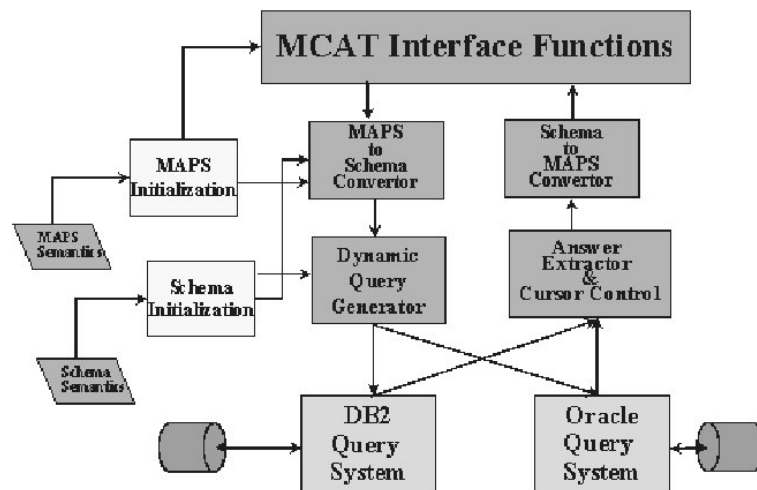 MCAT Interface Functions
MAPS
to
Schema
Convertor
Schema
to
MAPS
Convertor
MAPS
Initialization
MAPS
Semantics
Dynamic
Query
Generator
Answer
Extractor
&
Cursor Control
Schema
Initialization
Schema
Semantics
DB2
Query
System
Oracle
Query
System